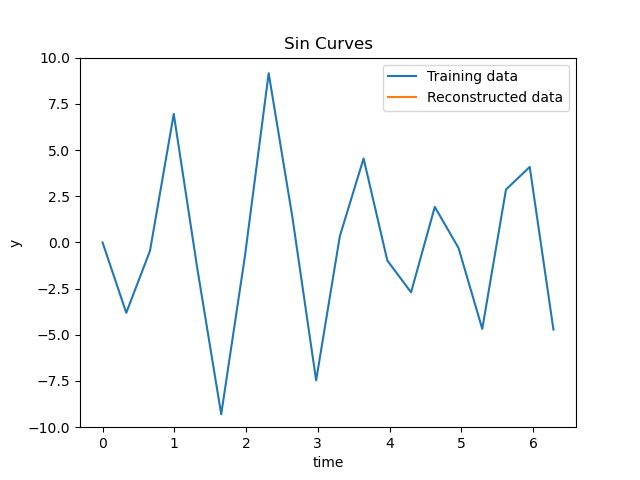 Sin Curves
10.0
7.5
5.0
2.5
0.0
−2.5
−5.0
−7.5
−10.0
y
Training data
Reconstructed data
0 1 2 3 4 5 6
time